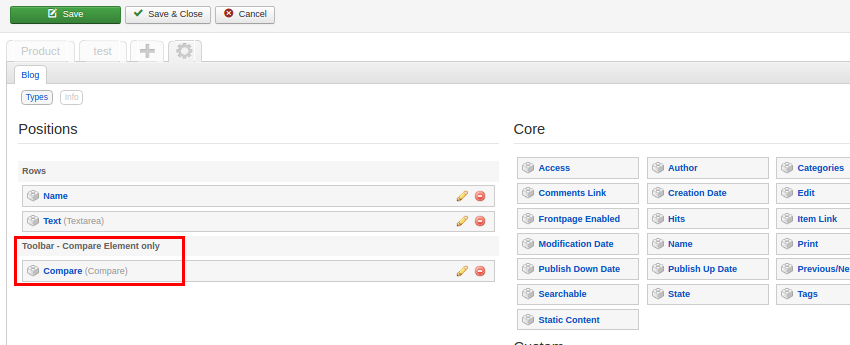 Save
Save & Close
Cancel
Product
test
Blog
Types
Info
Positions
Rows
Name
Text (Textarea)
Toolbar - Compare Element only
Compare (Compare)
Core
Access
Author
Categories
Comments Link
Creation Date
Edit
Frontpage Enabled
Hits
Item Link
Modification Date
Name
Print
Publish Down Date
Publish Up Date
Previous/Ne
Searchable
State
Tags
Static Content